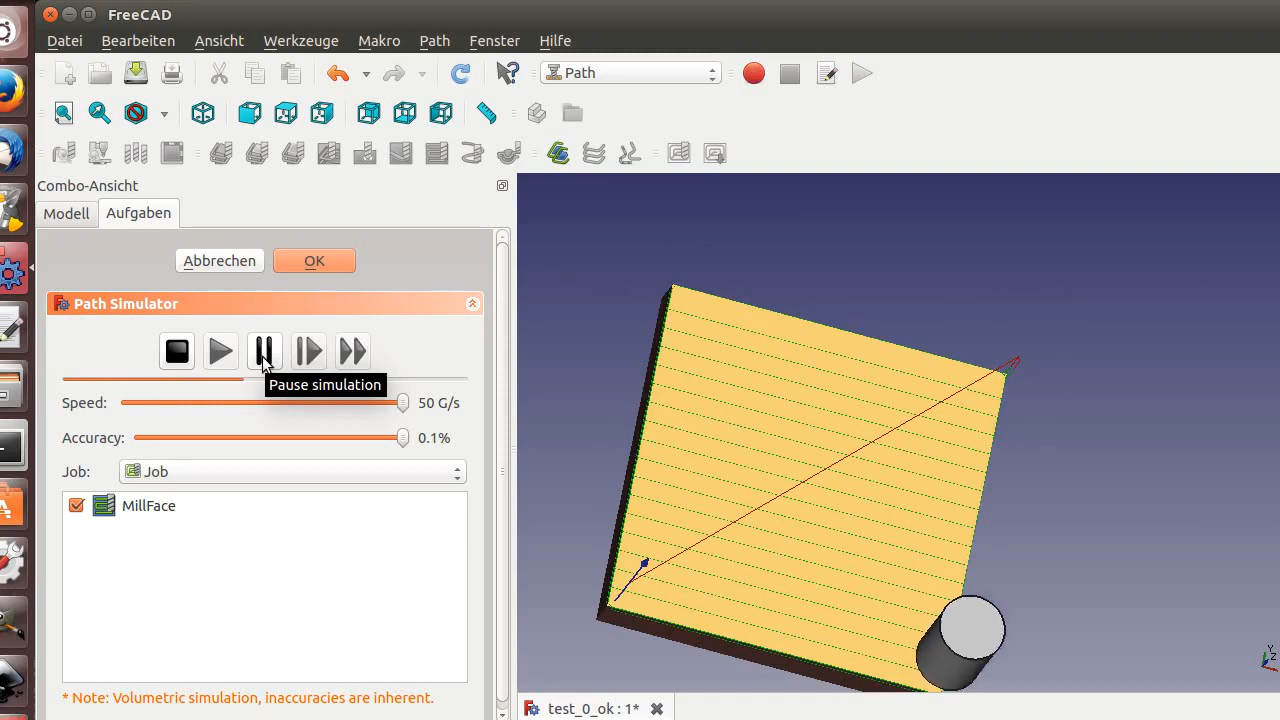 FreeCAD
Datei Bearbeiten Ansicht Werkzeuge Makro Path Fenster Hilfe
Path
Combo-Ansicht
Modell Aufgaben
Abbrechen OK
Path Simulator
Pause simulation
Speed: 50 G/s
Accuracy: 0.1%
Job: Job
MillFace
* Note: Volumetric simulation, inaccuracies are inherent.
Y
Z
test_0_ok : 1*